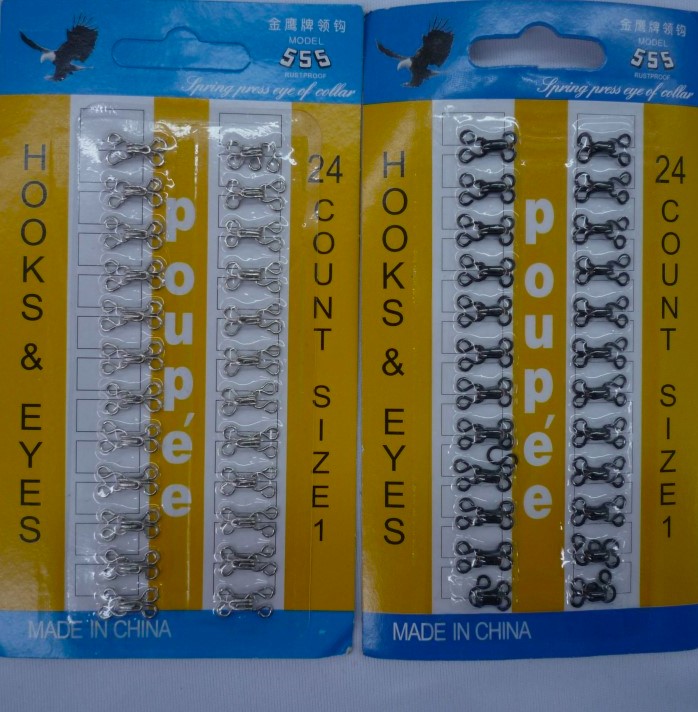 金鹰牌领钩
MODEL
555
RUSTPROOF
Spring press eye of collar
HOOKS & EYES
poupée
24 COUNT SIZE 1
MADE IN CHINA
金鹰牌领钩
MODEL
555
RUSTPROOF
Spring press eye of collar
HOOKS & EYES
poupée
24 COUNT SIZE 1
MADE IN CHINA